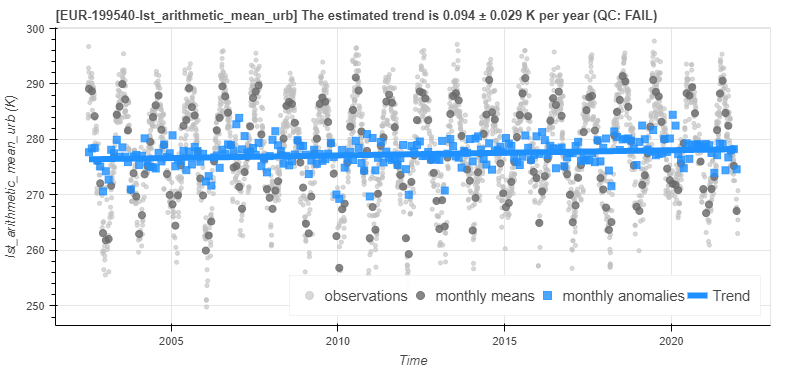 [EUR-199540-lst_arithmetic_mean_urb] The estimated trend is 0.094 ± 0.029 K per year (QC: FAIL)
300
290
280
270
260
250
lst_arithmetic_mean_urb (K)
observations monthly means monthly anomalies Trend
2005 2010 2015 2020
Time